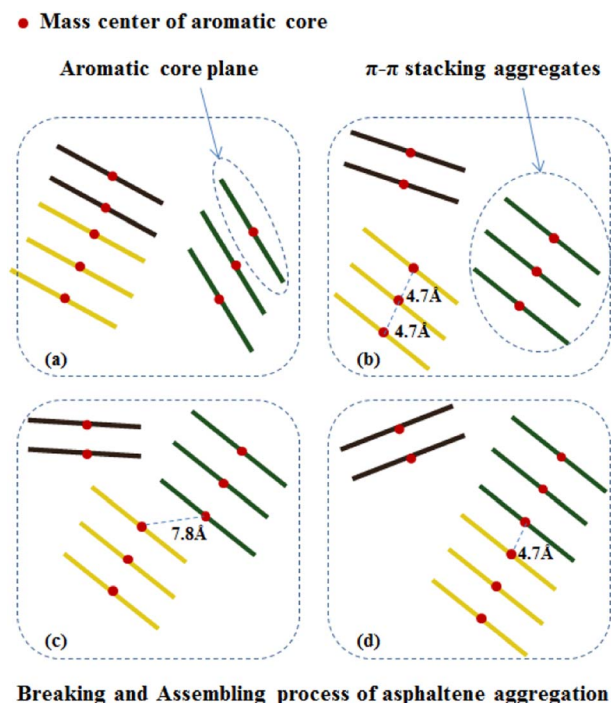 Mass center of aromatic core
Aromatic core plane
π-π stacking aggregates
(a)
4.7Å
4.7Å
(b)
7.8Å
(c)
4.7Å
(d)
Breaking and Assembling process of asphaltene aggregation